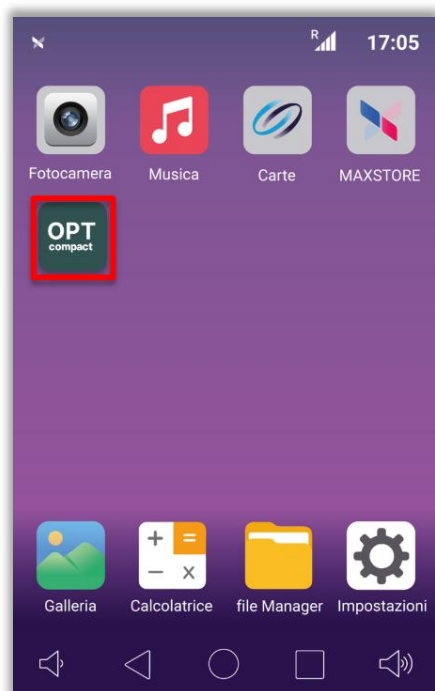 R 17:05
Fotocamera Musica Carte MAXSTORE
OPT
compact
Galleria Calcolatrice file Manager Impostazioni